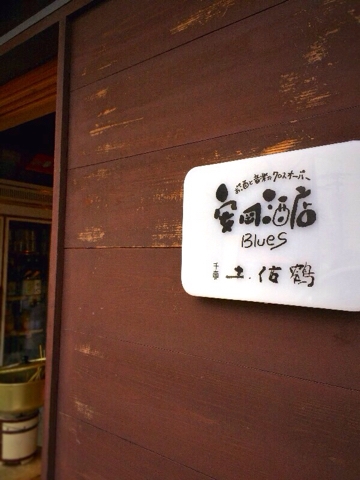 お酒と音楽のクロスオーバー
安岡酒店
Blues
千寿 土佐鶴